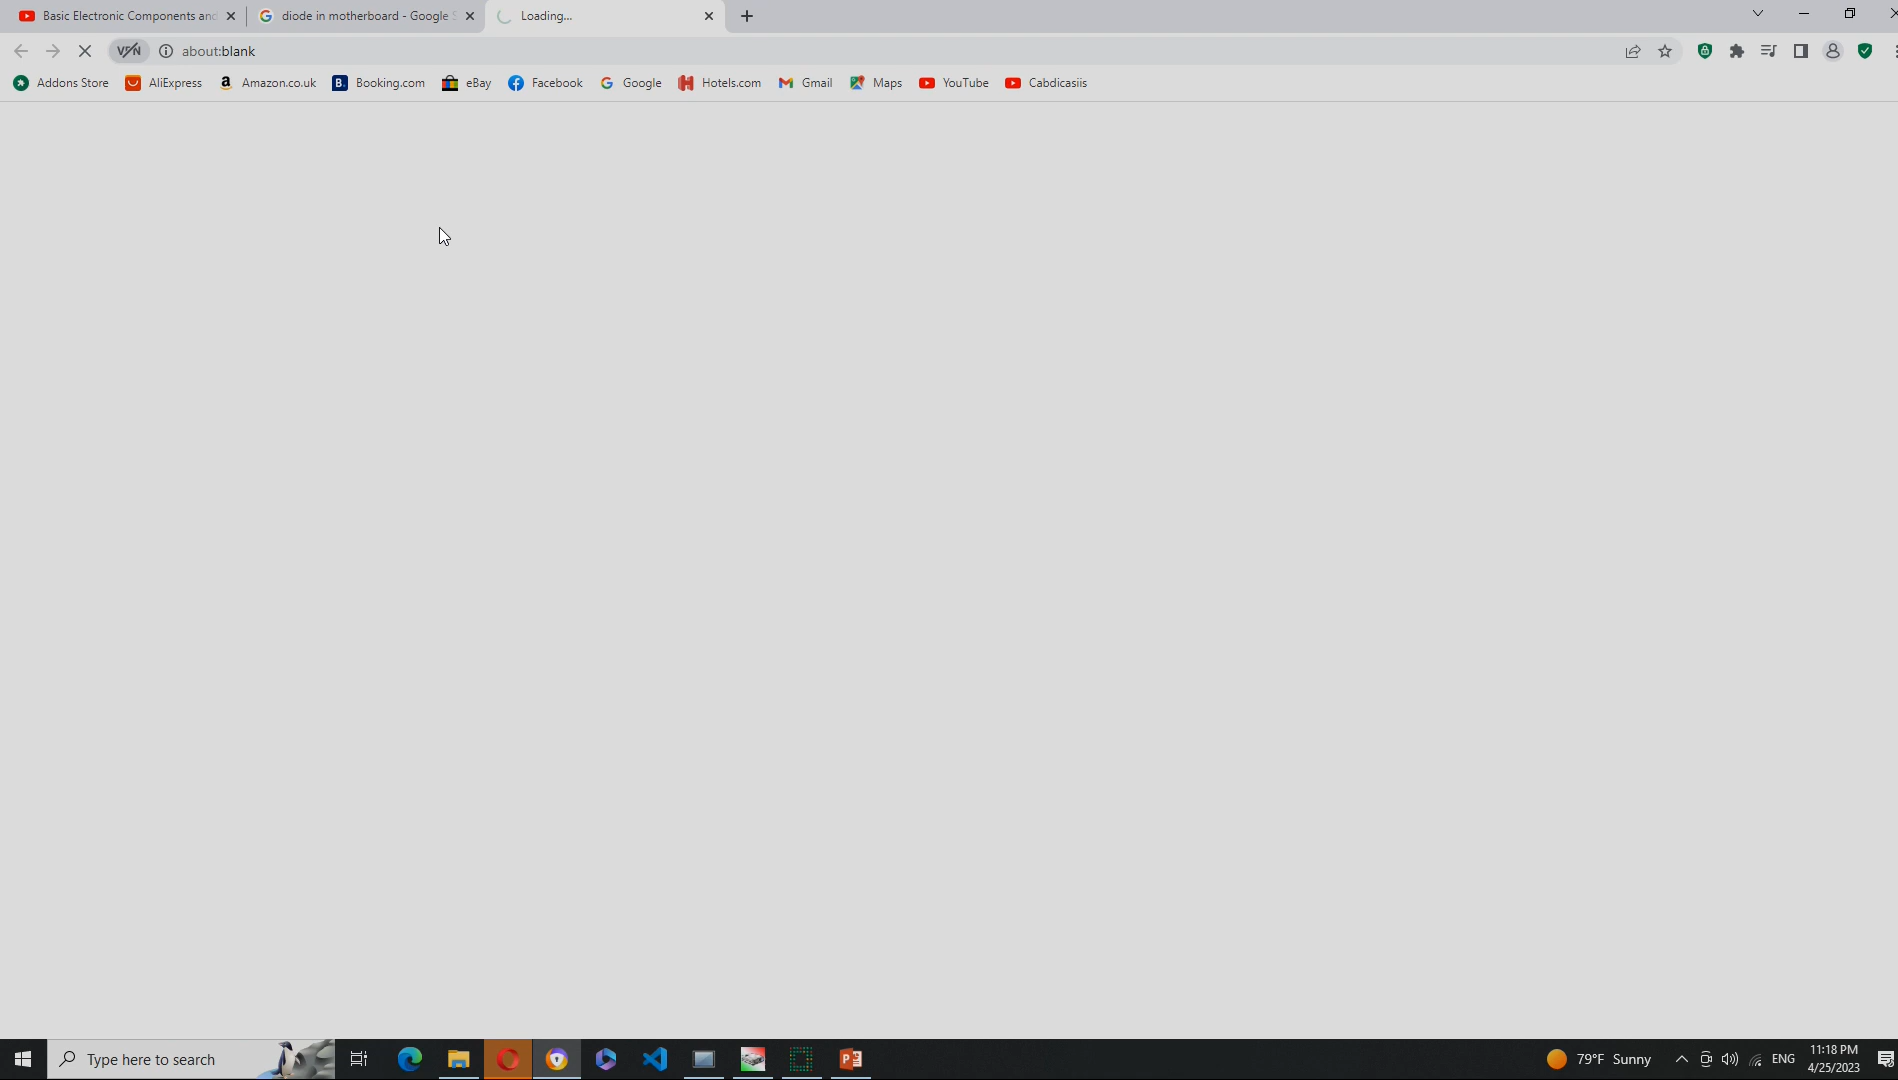 Basic Electronic Components and
diode in motherboard - Google S
Loading...
VPN
about:blank
Addons Store
AliExpress
Amazon.co.uk
Booking.com
eBay
Facebook
Google
Hotels.com
Gmail
Maps
YouTube
Cabdicasiis
Type here to search
79°F Sunny
ENG
11:18 PM
4/25/2023